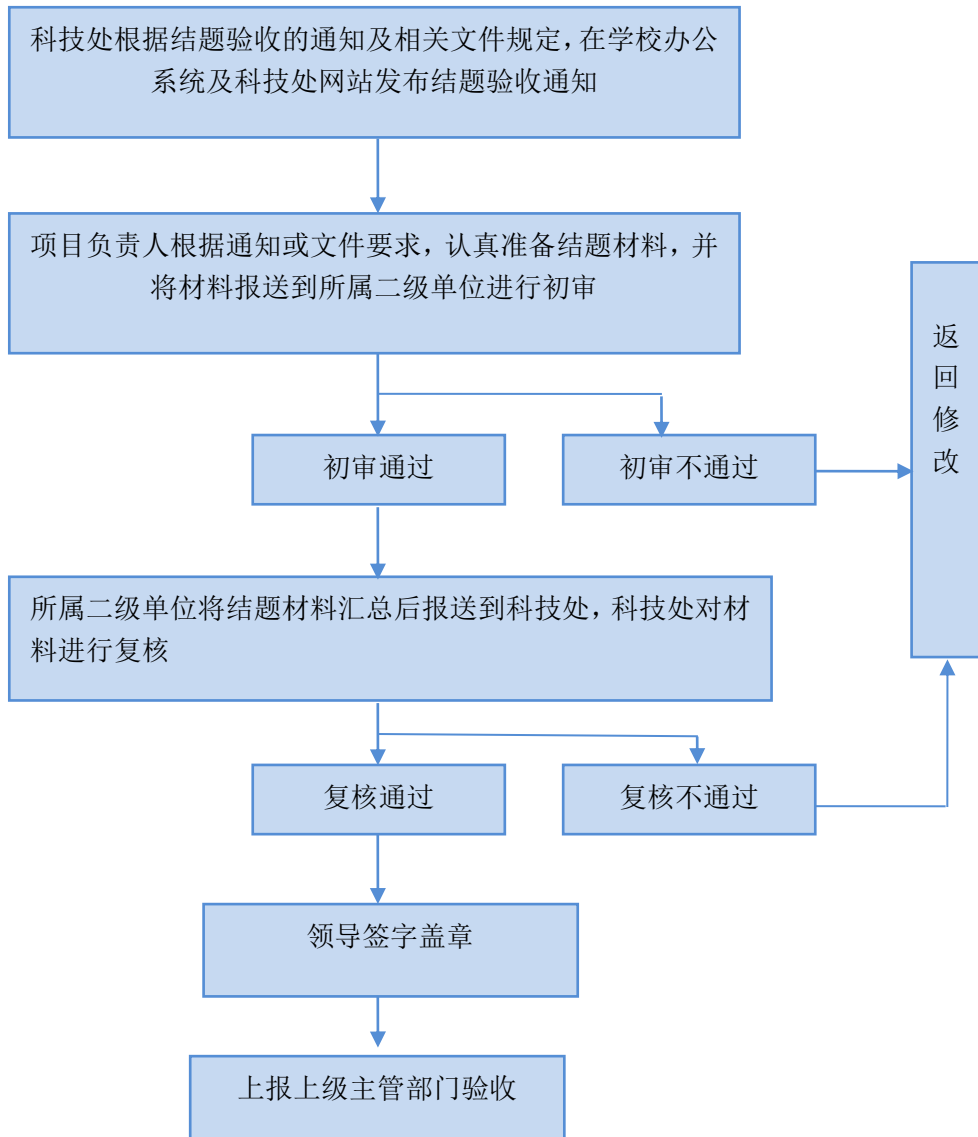 科技处根据结题验收的通知及相关文件规定，在学校办公
系统及科技处网站发布结题验收通知
项目负责人根据通知或文件要求，认真准备结题材料，并
将材料报送到所属二级单位进行初审
返
回
修
改
初审通过
初审不通过
所属二级单位将结题材料汇总后报送到科技处，科技处对材
料进行复核
复核通过
复核不通过
领导签字盖章
上报上级主管部门验收